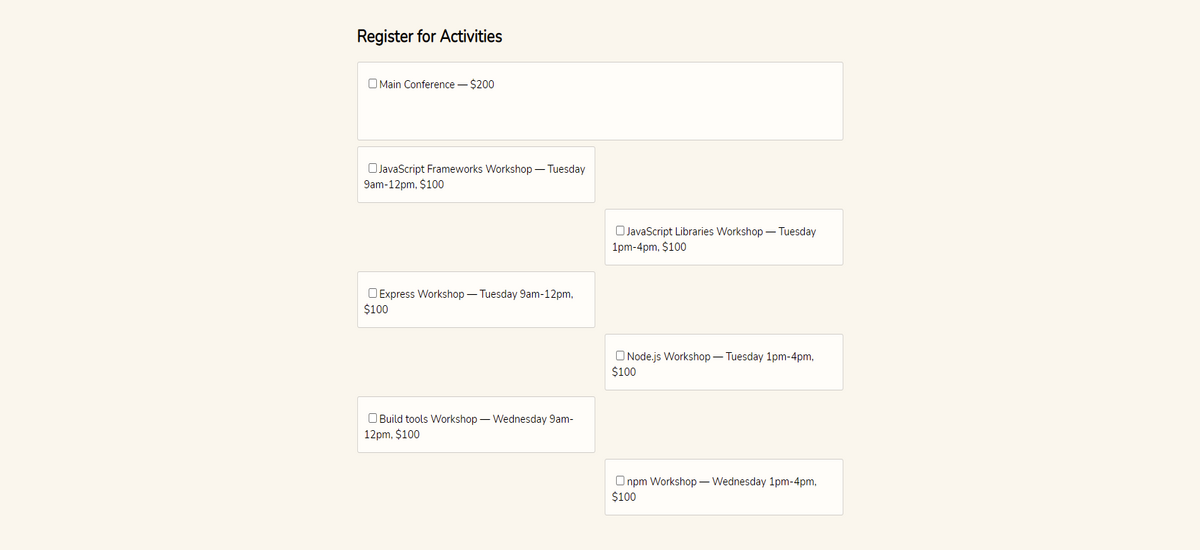 Register for Activities
Main Conference — $200
JavaScript Frameworks Workshop — Tuesday
9am-12pm, $100
JavaScript Libraries Workshop — Tuesday
1pm-4pm, $100
Express Workshop — Tuesday 9am-12pm,
$100
Node.js Workshop — Tuesday 1pm-4pm,
$100
Build tools Workshop — Wednesday 9am-
12pm, $100
npm Workshop — Wednesday 1pm-4pm,
$100